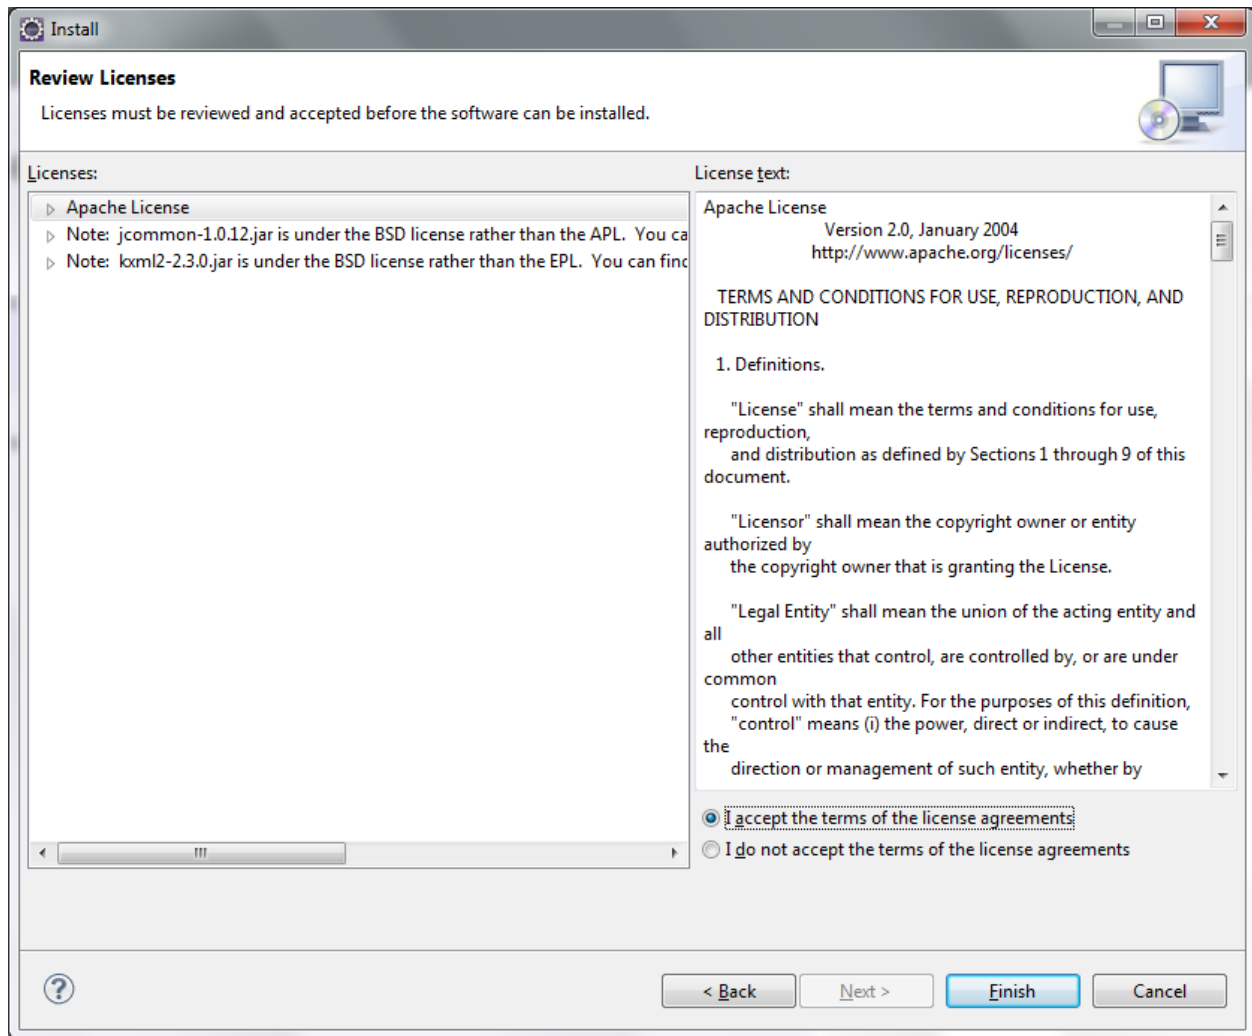 Install
Review Licenses
Licenses must be reviewed and accepted before the software can be installed.
Licenses:
Apache License
Note:  jcommon-1.0.12.jar is under the BSD license rather than the APL.  You ca
Note:  kxml2-2.3.0.jar is under the BSD license rather than the EPL.  You can find
License text:
Apache License
Version 2.0, January 2004
http://www.apache.org/licenses/
TERMS AND CONDITIONS FOR USE, REPRODUCTION, AND
DISTRIBUTION
1. Definitions.
"License" shall mean the terms and conditions for use,
reproduction,
and distribution as defined by Sections 1 through 9 of this
document.
"Licensor" shall mean the copyright owner or entity
authorized by
the copyright owner that is granting the License.
"Legal Entity" shall mean the union of the acting entity and
all
other entities that control, are controlled by, or are under
common
control with that entity. For the purposes of this definition,
"control" means (i) the power, direct or indirect, to cause
the
direction or management of such entity, whether by
I accept the terms of the license agreements
I do not accept the terms of the license agreements
?
< Back
Next >
Finish
Cancel